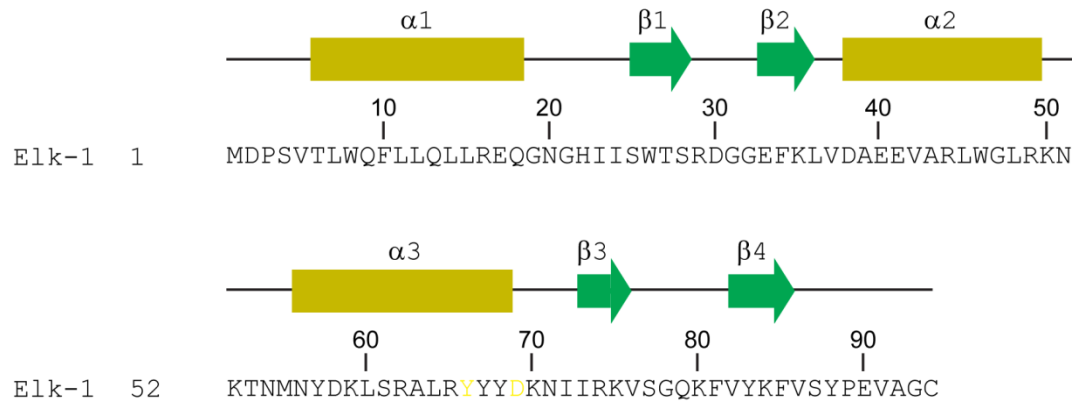 α1 β1 β2 α2
10 20 30 40 50
Elk-1 1 MDPSVTLWQFLLQLLREQGNGHIISWTSRDGGEFKLVDAEEVARLWGLRKN
α3 β3 β4
60 70 80 90
Elk-1 52 KTNMNYDKLSRALRYYYDKNIIRKVSGQKFVYKFVSYPEVAGC